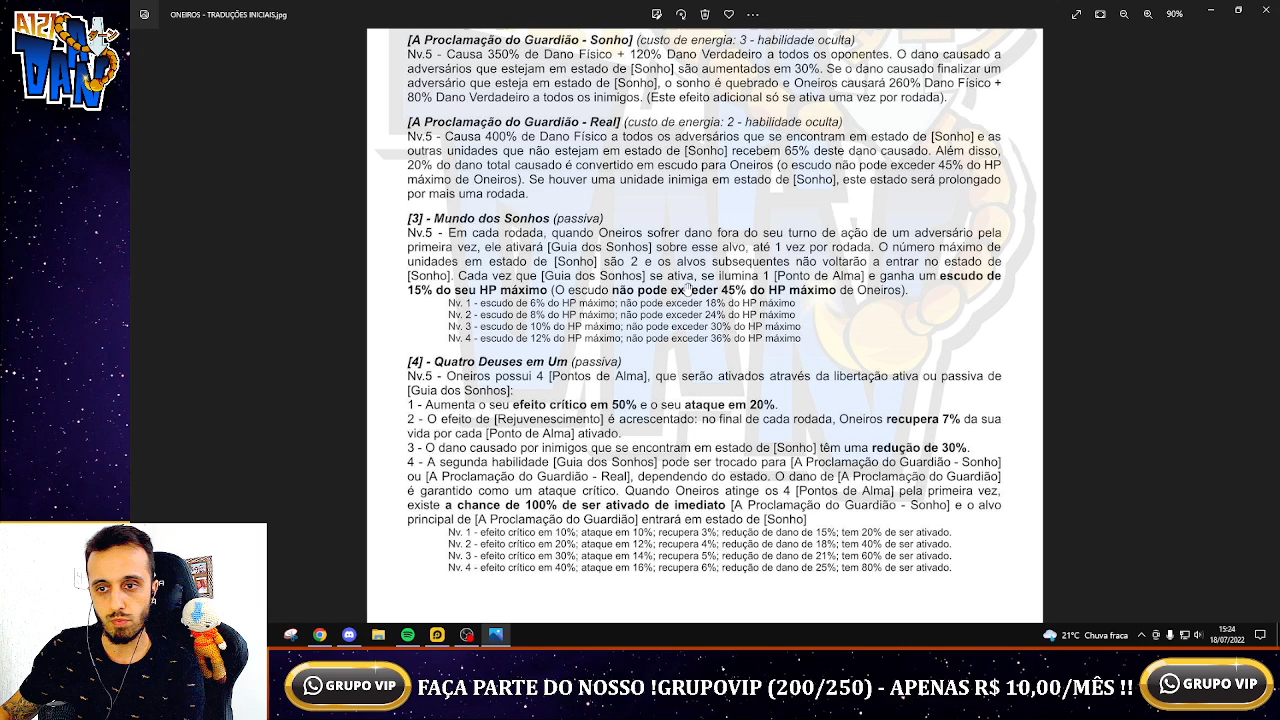 A12T
ダーン
DAN
ONEIROS - TRADUÇÕES INICIAIS.jpg
90%
[A Proclamação do Guardião - Sonho] (custo de energia: 3 - habilidade oculta)
Nv.5 - Causa 350% de Dano Físico + 120% Dano Verdadeiro a todos os oponentes. O dano causado a
adversários que estejam em estado de [Sonho] são aumentados em 30%. Se o dano causado finalizar um
adversário que esteja em estado de [Sonho], o sonho é quebrado e Oneiros causará 260% Dano Físico +
80% Dano Verdadeiro a todos os inimigos. (Este efeito adicional só se ativa uma vez por rodada).
[A Proclamação do Guardião - Real] (custo de energia: 2 - habilidade oculta)
Nv.5 - Causa 400% de Dano Físico a todos os adversários que se encontram em estado de [Sonho] e as
outras unidades que não estejam em estado de [Sonho] recebem 65% deste dano causado. Além disso,
20% do dano total causado é convertido em escudo para Oneiros (o escudo não pode exceder 45% do HP
máximo de Oneiros). Se houver uma unidade inimiga em estado de [Sonho], este estado será prolongado
por mais uma rodada.
[3] - Mundo dos Sonhos (passiva)
Nv.5 - Em cada rodada, quando Oneiros sofrer dano fora do seu turno de ação de um adversário pela
primeira vez, ele ativará [Guia dos Sonhos] sobre esse alvo, até 1 vez por rodada. O número máximo de
unidades em estado de [Sonho] são 2 e os alvos subsequentes não voltarão a entrar no estado de
[Sonho]. Cada vez que [Guia dos Sonhos] se ativa, se ilumina 1 [Ponto de Alma] e ganha um escudo de
15% do seu HP máximo (O escudo não pode exceder 45% do HP máximo de Oneiros).
Nv. 1 - escudo de 6% do HP máximo; não pode exceder 18% do HP máximo
Nv. 2 - escudo de 8% do HP máximo; não pode exceder 24% do HP máximo
Nv. 3 - escudo de 10% do HP máximo; não pode exceder 30% do HP máximo
Nv. 4 - escudo de 12% do HP máximo; não pode exceder 36% do HP máximo
[4] - Quatro Deuses em Um (passiva)
Nv.5 - Oneiros possui 4 [Pontos de Alma], que serão ativados através da libertação ativa ou passiva de
[Guia dos Sonhos]:
1 - Aumenta o seu efeito crítico em 50% e o seu ataque em 20%.
2 - O efeito de [Rejuvenescimento] é acrescentado: no final de cada rodada, Oneiros recupera 7% da sua
vida por cada [Ponto de Alma] ativado.
3 - O dano causado por inimigos que se encontram em estado de [Sonho] têm uma redução de 30%.
4 - A segunda habilidade [Guia dos Sonhos] pode ser trocado para [A Proclamação do Guardião - Sonho]
ou [A Proclamação do Guardião - Real], dependendo do estado. O dano de [A Proclamação do Guardião]
é garantido como um ataque crítico. Quando Oneiros atinge os 4 [Pontos de Alma] pela primeira vez,
existe a chance de 100% de ser ativado de imediato [A Proclamação do Guardião - Sonho] e o alvo
principal de [A Proclamação do Guardião] entrará em estado de [Sonho]
Nv. 1 - efeito crítico em 10%; ataque em 10%; recupera 3%; redução de dano de 15%; tem 20% de ser ativado.
Nv. 2 - efeito crítico em 20%; ataque em 12%; recupera 4%; redução de dano de 18%; tem 40% de ser ativado.
Nv. 3 - efeito crítico em 30%; ataque em 14%; recupera 5%; redução de dano de 21%; tem 60% de ser ativado.
Nv. 4 - efeito crítico em 40%; ataque em 16%; recupera 6%; redução de dano de 25%; tem 80% de ser ativado.
21°C Chuva fraca
15:24
18/07/2022
GRUPO VIP
FAÇA PARTE DO NOSSO !GRUPOVIP (200/250) - APENAS R$ 10,00/MÊS !!
GRUPO VIP